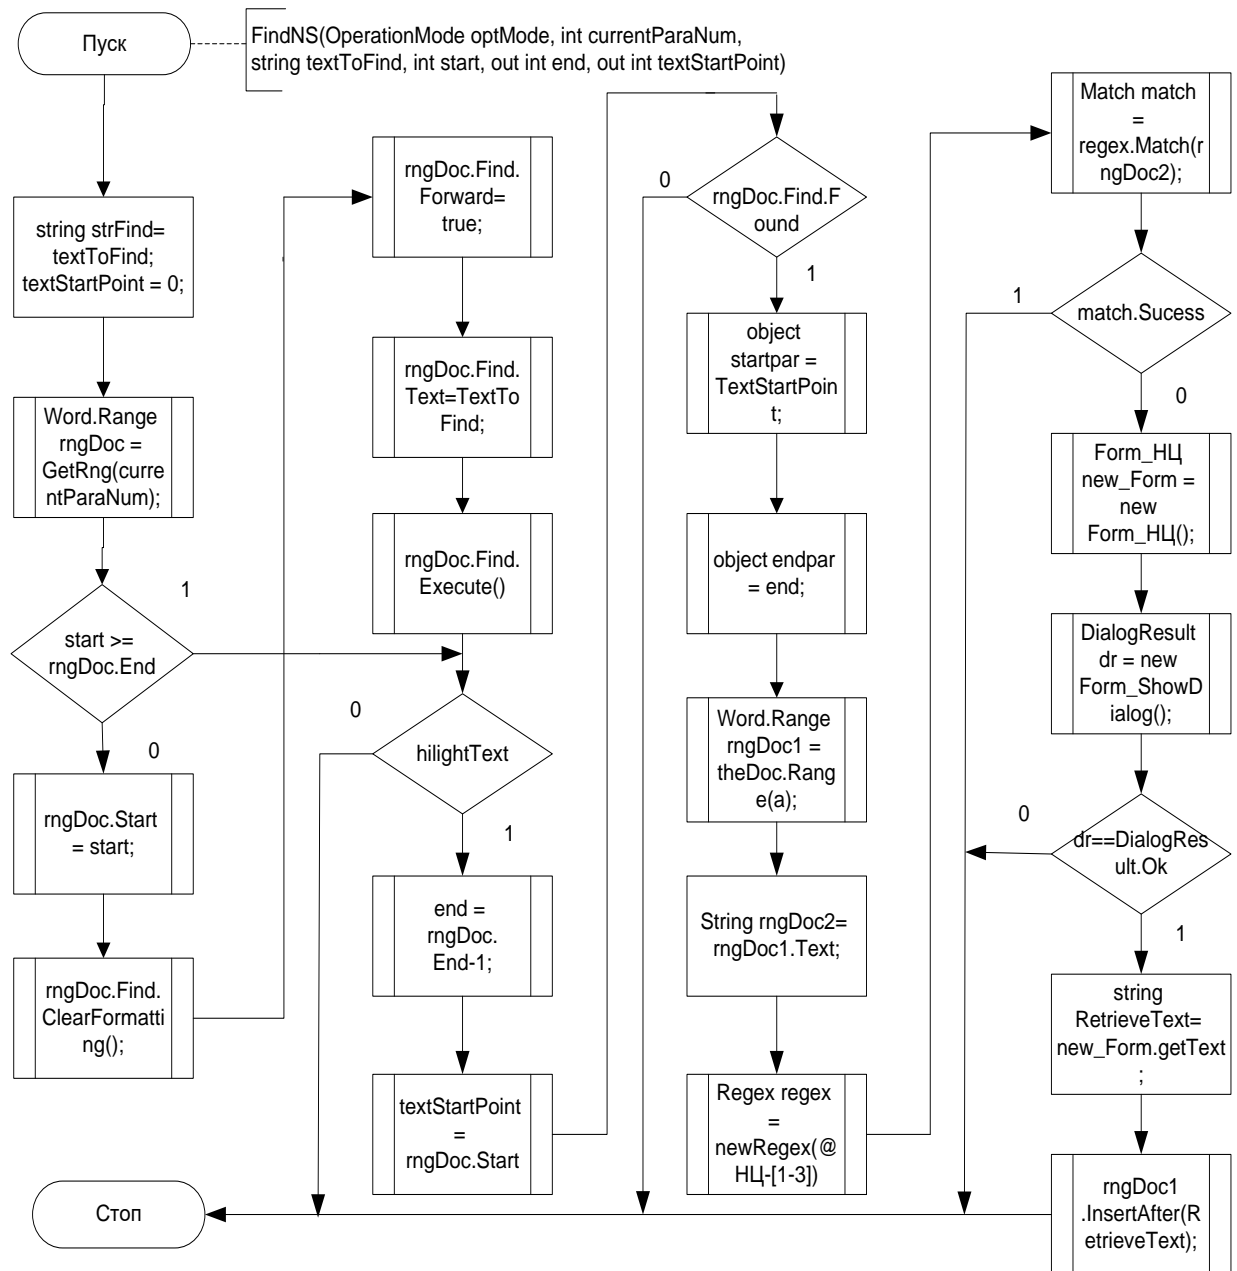 Пуск
FindNS(OperationMode optMode, int currentParaNum,
string textToFind, int start, out int end, out int textStartPoint)
string strFind=
textToFind;
textStartPoint = 0;
Word.Range
rngDoc =
GetRng(curre
ntParaNum);
1
start >=
rngDoc.End
0
rngDoc.Start
= start;
rngDoc.Find.
ClearFormatti
ng();
rngDoc.Find.
Forward=
true;
rngDoc.Find.
Text=TextTo
Find;
rngDoc.Find.
Execute()
0
hilightText
1
end =
rngDoc.
End-1;
textStartPoint
=
rngDoc.Start
0
rngDoc.Find.F
ound
1
object
startpar =
TextStartPoin
t;
object endpar
= end;
Word.Range
rngDoc1 =
theDoc.Rang
e(a);
String rngDoc2=
rngDoc1.Text;
Regex regex
=
newRegex(@
НЦ-[1-3])
Match match
=
regex.Match(r
ngDoc2);
1
match.Sucess
0
Form_НЦ
new_Form =
new
Form_НЦ();
DialogResult
dr = new
Form_ShowD
ialog();
0
dr==DialogRes
ult.Ok
1
string
RetrieveText=
new_Form.getText
;
rngDoc1
.InsertAfter(R
etrieveText);
Стоп